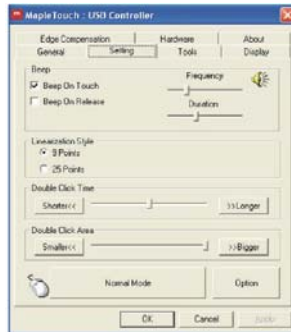 MapleTouch : USB Controller
Edge Compensation Hardware About
General Setting Tools Display
Beep
Beep On Touch
Beep On Release
Frequency
Duration
Linearization Style
9 Points
25 Points
Double Click Time
Shorter<< >>Longer
Double Click Area
Smaller<< >>Bigger
Normal Mode Option
OK Cancel Apply